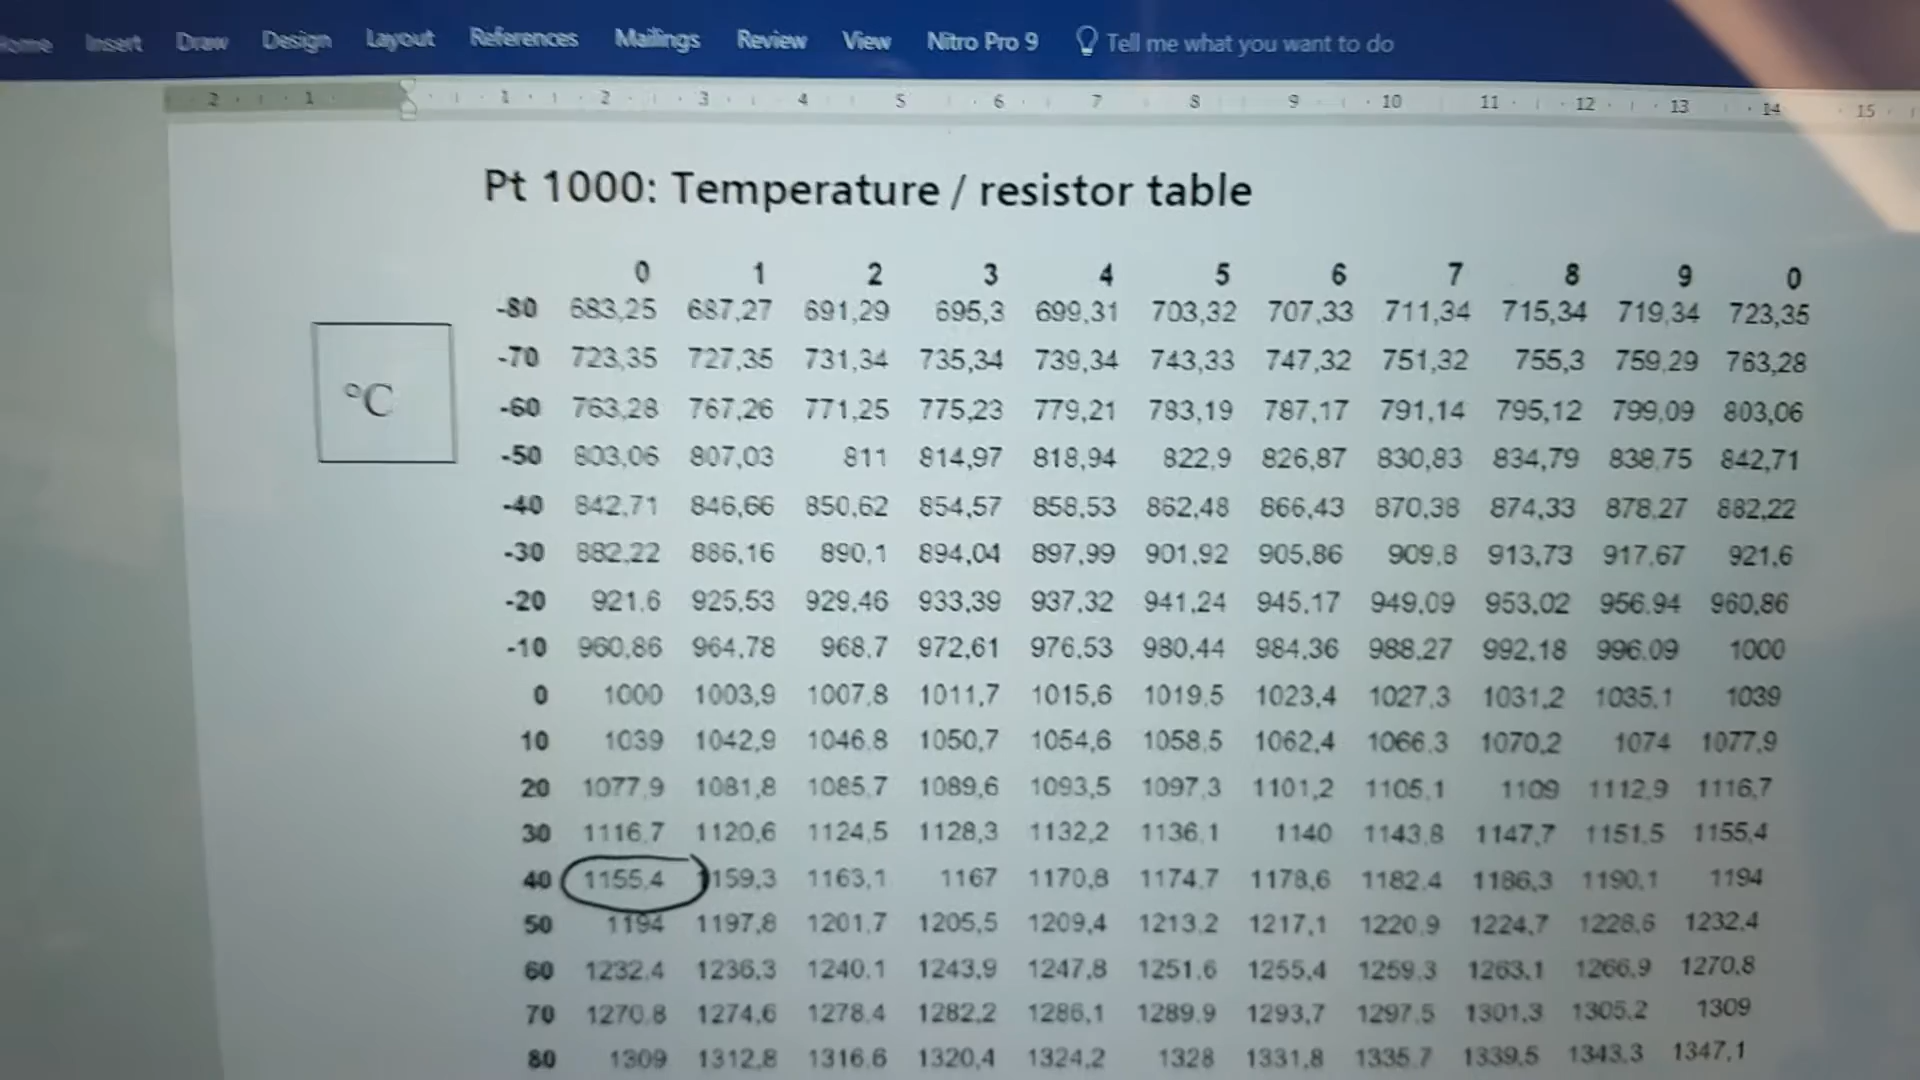 Home Insert Draw Design Layout References Mailings Review View Nitro Pro 9 Tell me what you want to do
2 1 1 2 3 4 5 6 7 8 9 10 11 12 13 14 15
Pt 1000: Temperature / resistor table
0 1 2 3 4 5 6 7 8 9 0
-80 683,25 687,27 691,29 695,3 699,31 703,32 707,33 711,34 715,34 719,34 723,35
-70 723,35 727,35 731,34 735,34 739,34 743,33 747,32 751,32 755,3 759,29 763,28
°C
-60 763,28 767,26 771,25 775,23 779,21 783,19 787,17 791,14 795,12 799,09 803,06
-50 803,06 807,03 811 814,97 818,94 822,9 826,87 830,83 834,79 838,75 842,71
-40 842,71 846,66 850,62 854,57 858,53 862,48 866,43 870,38 874,33 878,27 882,22
-30 882,22 886,16 890,1 894,04 897,99 901,92 905,86 909,8 913,73 917,67 921,6
-20 921,6 925,53 929,46 933,39 937,32 941,24 945,17 949,09 953,02 956,94 960,86
-10 960,86 964,78 968,7 972,61 976,53 980,44 984,36 988,27 992,18 996,09 1000
0 1000 1003,9 1007,8 1011,7 1015,6 1019,5 1023,4 1027,3 1031,2 1035,1 1039
10 1039 1042,9 1046,8 1050,7 1054,6 1058,5 1062,4 1066,3 1070,2 1074 1077,9
20 1077,9 1081,8 1085,7 1089,6 1093,5 1097,3 1101,2 1105,1 1109 1112,9 1116,7
30 1116,7 1120,6 1124,5 1128,3 1132,2 1136,1 1140 1143,8 1147,7 1151,5 1155,4
40 1155,4 1159,3 1163,1 1167 1170,8 1174,7 1178,6 1182,4 1186,3 1190,1 1194
50 1194 1197,8 1201,7 1205,5 1209,4 1213,2 1217,1 1220,9 1224,7 1228,6 1232,4
60 1232,4 1236,3 1240,1 1243,9 1247,8 1251,6 1255,4 1259,3 1263,1 1266,9 1270,8
70 1270,8 1274,6 1278,4 1282,2 1286,1 1289,9 1293,7 1297,5 1301,3 1305,2 1309
80 1309 1312,8 1316,6 1320,4 1324,2 1328 1331,8 1335,7 1339,5 1343,3 1347,1